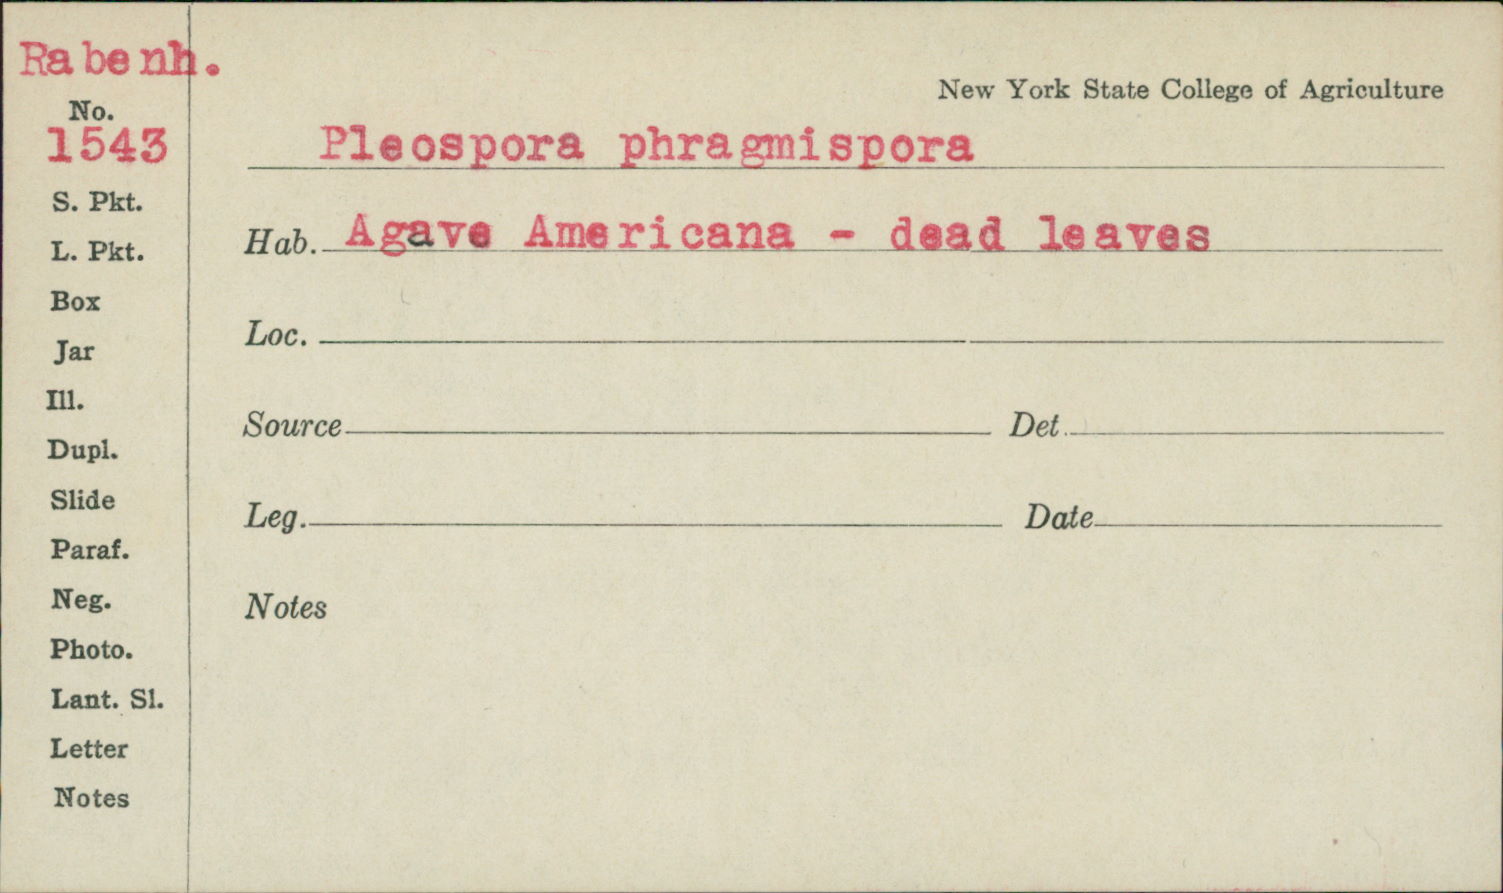 Rabenh.
No.
1543
S. Pkt.
L. Pkt.
Box
Jar
Ill.
Dupl.
Slide
Paraf.
Neg.
Photo.
Lant. Sl.
Letter
Notes
New York State College of Agriculture
Pleospora phragmispora
Hab. Agave Americana - dead leaves
Loc.
Source Det.
Leg. Date
Notes